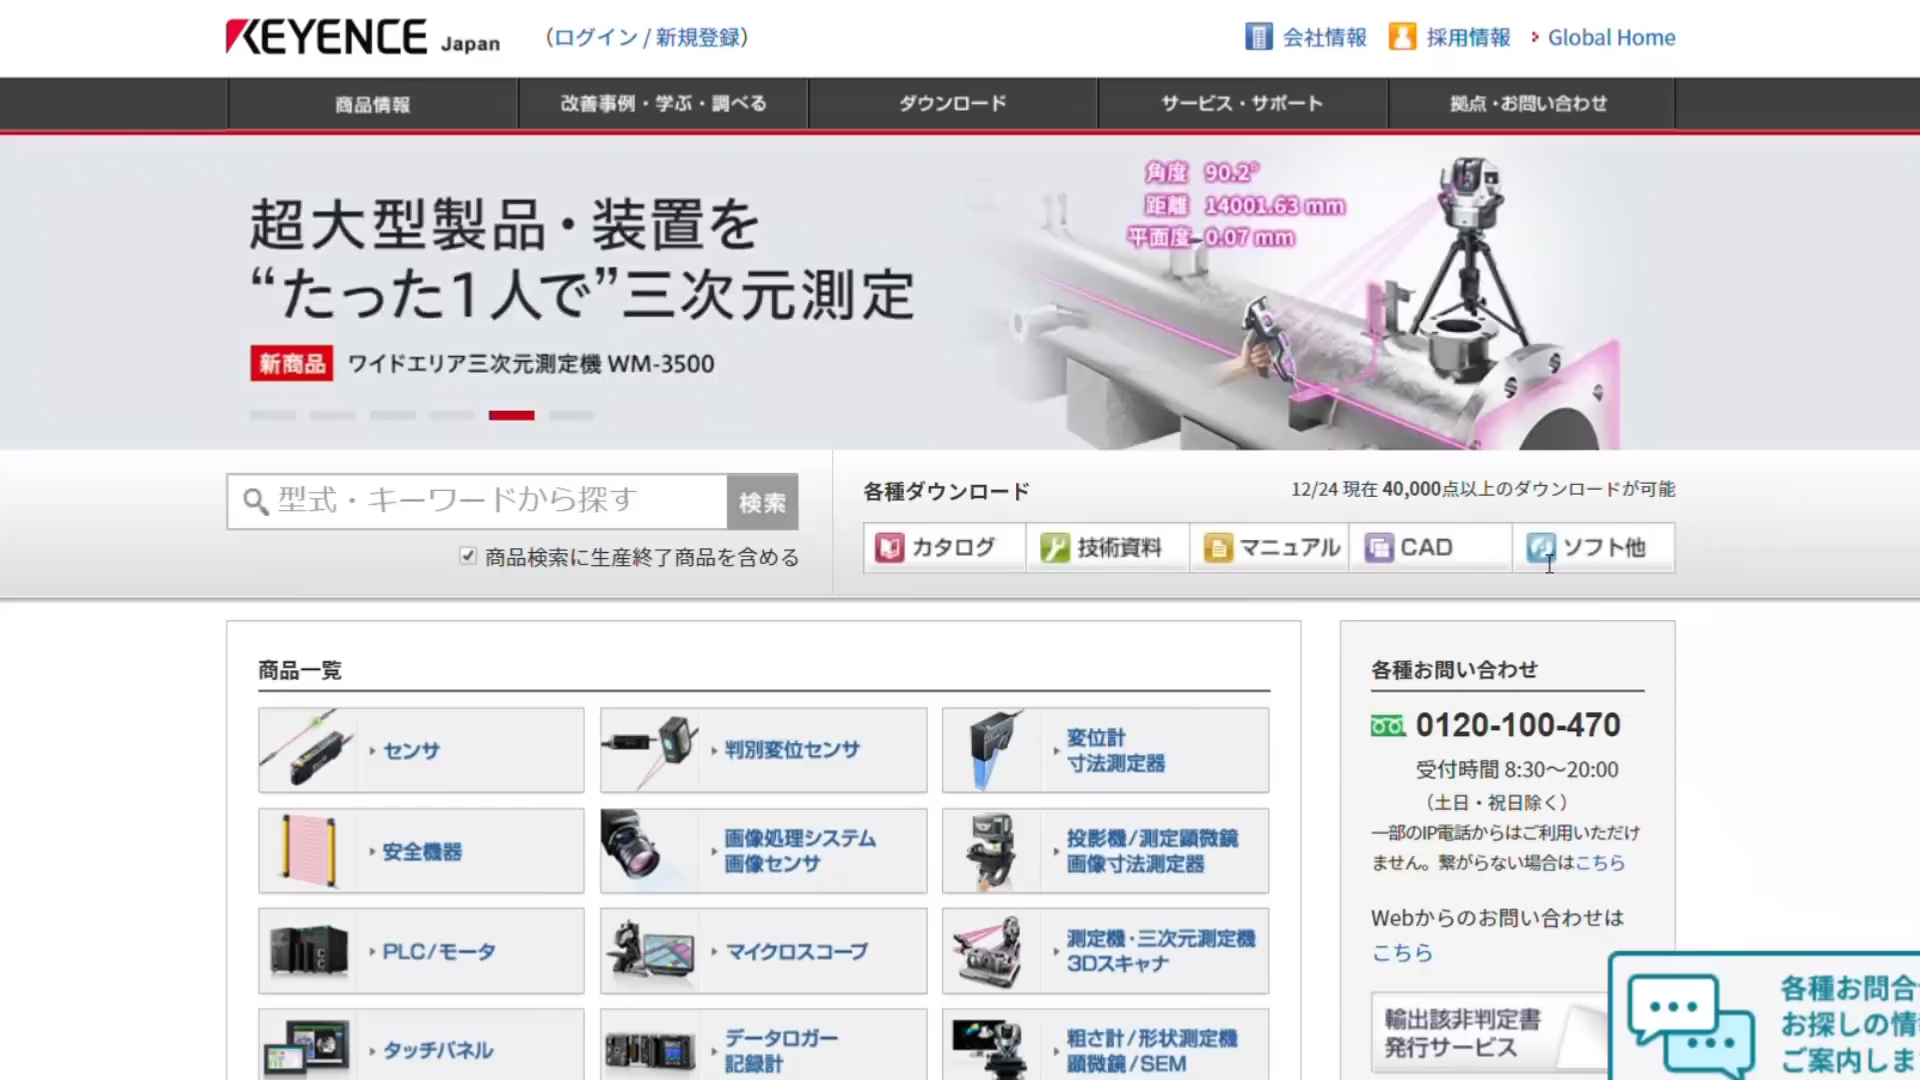 KEYENCE Japan
（ログイン / 新規登録）
会社情報
採用情報
Global Home
商品情報
改善事例・学ぶ・調べる
ダウンロード
サービス・サポート
拠点・お問い合わせ
超大型製品・装置を
“たった1人で”三次元測定
新商品 ワイドエリア三次元測定機 WM-3500
角度 90.2°
距離 14001.63 mm
平面度 0.07 mm
型式・キーワードから探す
検索
商品検索に生産終了商品を含める
各種ダウンロード
12/24 現在 40,000点以上のダウンロードが可能
カタログ
技術資料
マニュアル
CAD
ソフト他
商品一覧
センサ
判別変位センサ
変位計
寸法測定器
安全機器
画像処理システム
画像センサ
投影機/測定顕微鏡
画像寸法測定器
PLC/モータ
マイクロスコープ
測定機・三次元測定機
3Dスキャナ
タッチパネル
データロガー
記録計
粗さ計/形状測定機
顕微鏡/SEM
各種お問い合わせ
0120-100-470
受付時間 8:30～20:00
（土日・祝日除く）
一部のIP電話からはご利用いただけ
ません。繋がらない場合はこちら
Webからのお問い合わせは
こちら
輸出該非判定書
発行サービス
各種お問合
お探しの情
ご案内しま